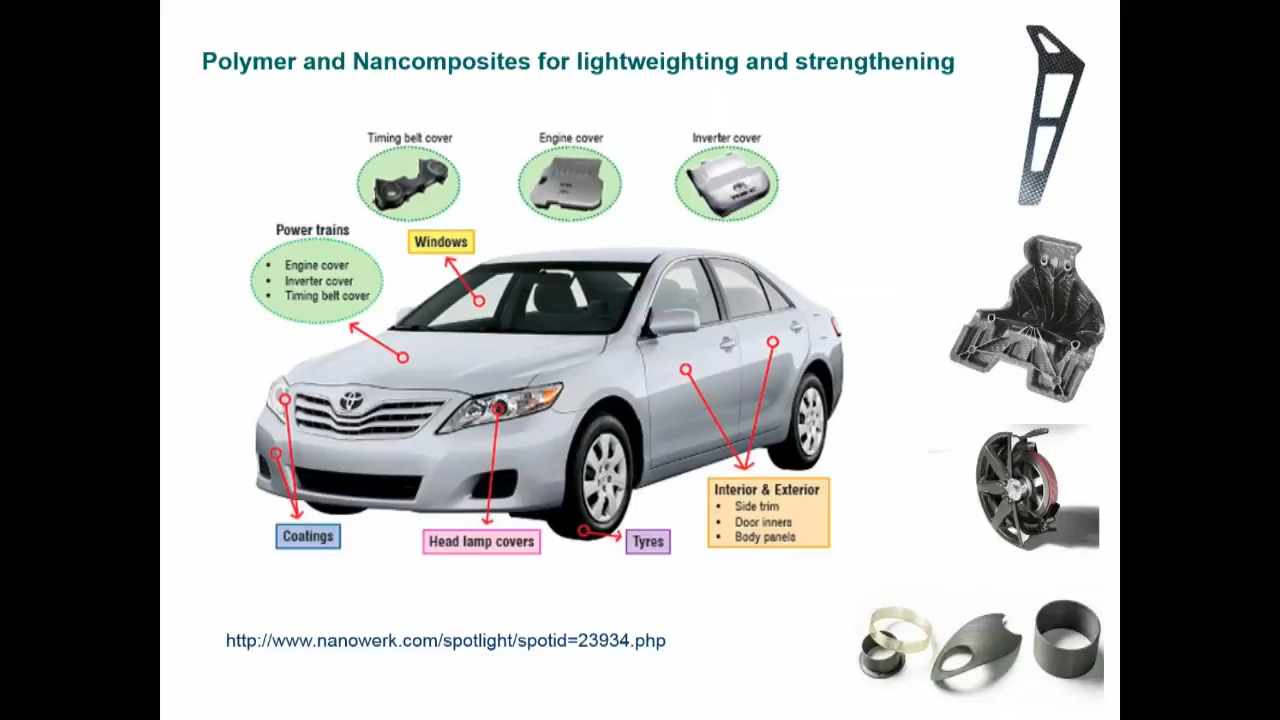 Polymer and Nancomposites for lightweighting and strengthening
Timing belt cover
Engine cover
Inverter cover
Power trains
• Engine cover
• Inverter cover
• Timing belt cover
Windows
Interior & Exterior
• Side trim
• Door inners
• Body panels
Coatings
Head lamp covers
Tyres
http://www.nanowerk.com/spotlight/spotid=23934.php